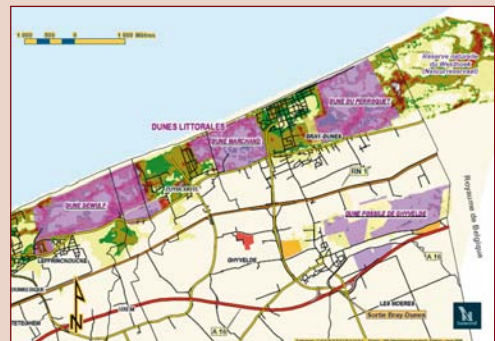 1 000 500 0 1 000 Mètres
Réserve naturelle
du Westhoek
(Natuurreservaat)
DUNE DU PERROQUET
DUNES LITTORALES
DUNE MARCHAND
BRAY-DUNES
ZUYDCOOTE
RN 1
Royaume de Belgique
DUNE DEWULF
DUNE FOSSILE DE GHYVELDE
LEFFRINCKOUCKE
GHYVELDE
A 16
N
LES MOERES
Sortie Bray-Dunes
TETEGHEM
A 16